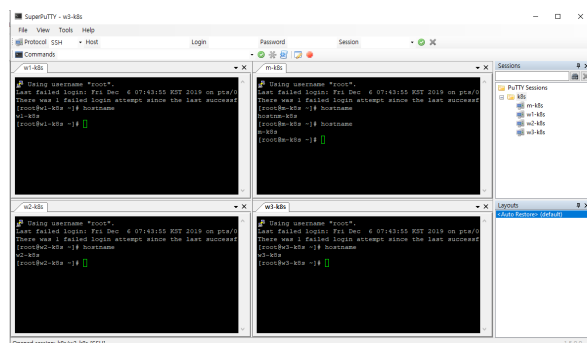 SuperPuTTY - w3-k8s
File View Tools Help
Protocol SSH Host Login Password Session
Commands
w1-k8s
Using username "root".
Last failed login: Fri Dec 6 07:43:55 KST 2019 on pts/0
There was 1 failed login attempt since the last successf
[root@w1-k8s ~]# hostname
w1-k8s
[root@w1-k8s ~]#
m-k8s
Using username "root".
Last failed login: Fri Dec 6 07:43:55 KST 2019 on pts/0
There was 1 failed login attempt since the last successf
[root@m-k8s ~]# hostname
hostnm-k8s
[root@m-k8s ~]# hostname
m-k8s
[root@m-k8s ~]#
w2-k8s
Using username "root".
Last failed login: Fri Dec 6 07:43:55 KST 2019 on pts/0
There was 1 failed login attempt since the last successf
[root@w2-k8s ~]# hostname
w2-k8s
[root@w2-k8s ~]#
w3-k8s
Using username "root".
Last failed login: Fri Dec 6 07:43:55 KST 2019 on pts/0
There was 1 failed login attempt since the last successf
[root@w3-k8s ~]# hostname
w3-k8s
[root@w3-k8s ~]#
Sessions
PuTTY Sessions
k8s
m-k8s
w1-k8s
w2-k8s
w3-k8s
Layouts
<Auto Restore> (default)